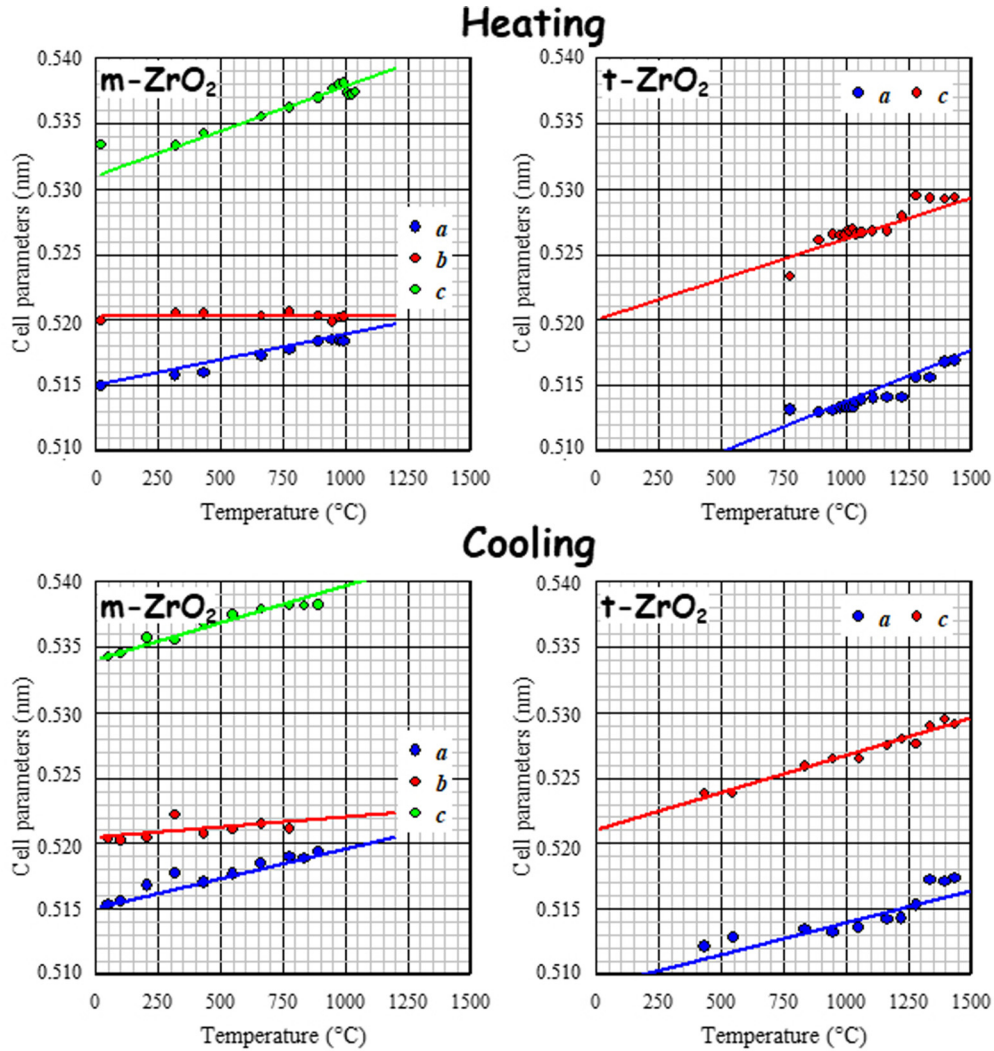 Heating
m-ZrO₂
0.540
0.535
0.530
0.525
0.520
0.515
0.510
Cell parameters (nm)
a
b
c
0 250 500 750 1000 1250 1500
Temperature (°C)
t-ZrO₂
a c
0.540
0.535
0.530
0.525
0.520
0.515
0.510
Cell parameters (nm)
0 250 500 750 1000 1250 1500
Temperature (°C)
Cooling
m-ZrO₂
0.540
0.535
0.530
0.525
0.520
0.515
0.510
Cell parameters (nm)
a
b
c
0 250 500 750 1000 1250 1500
Temperature (°C)
t-ZrO₂
a c
0.540
0.535
0.530
0.525
0.520
0.515
0.510
Cell parameters (nm)
0 250 500 750 1000 1250 1500
Temperature (°C)